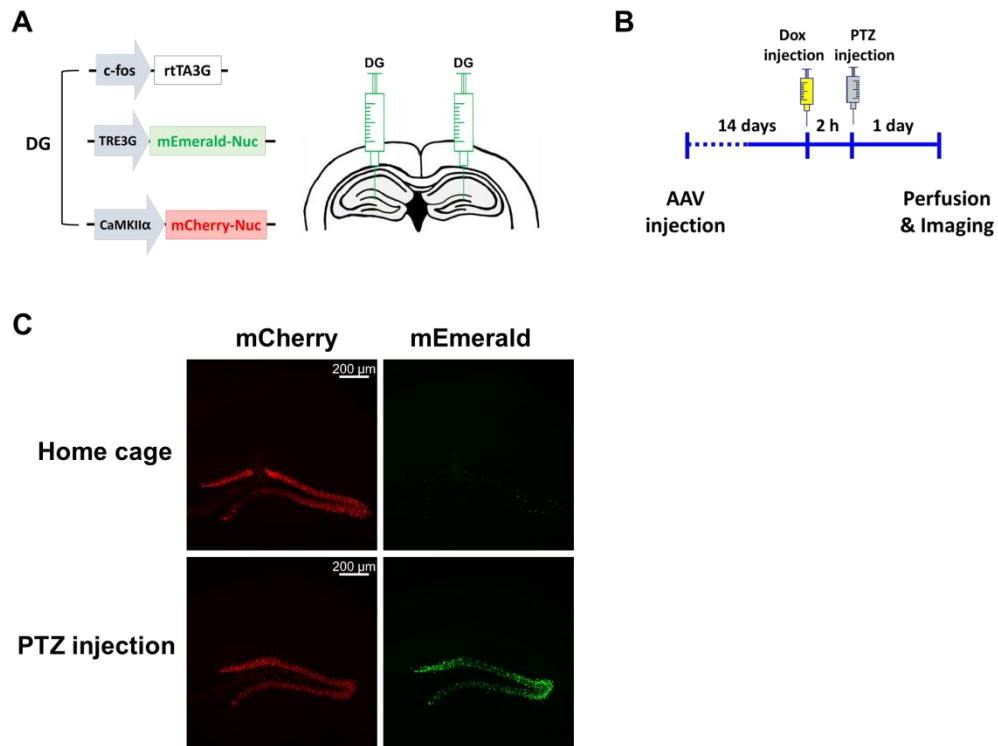 A
DG
c-fos rtTA3G
TRE3G mEmerald-Nuc
CaMKIIα mCherry-Nuc
DG DG
B
Dox injection
PTZ injection
14 days 2 h 1 day
AAV injection
Perfusion & Imaging
C
mCherry mEmerald
Home cage
200 µm
PTZ injection
200 µm